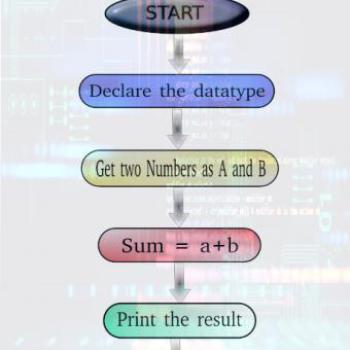 START
Declare the datatype
Get two Numbers as A and B
Sum = a+b
Print the result